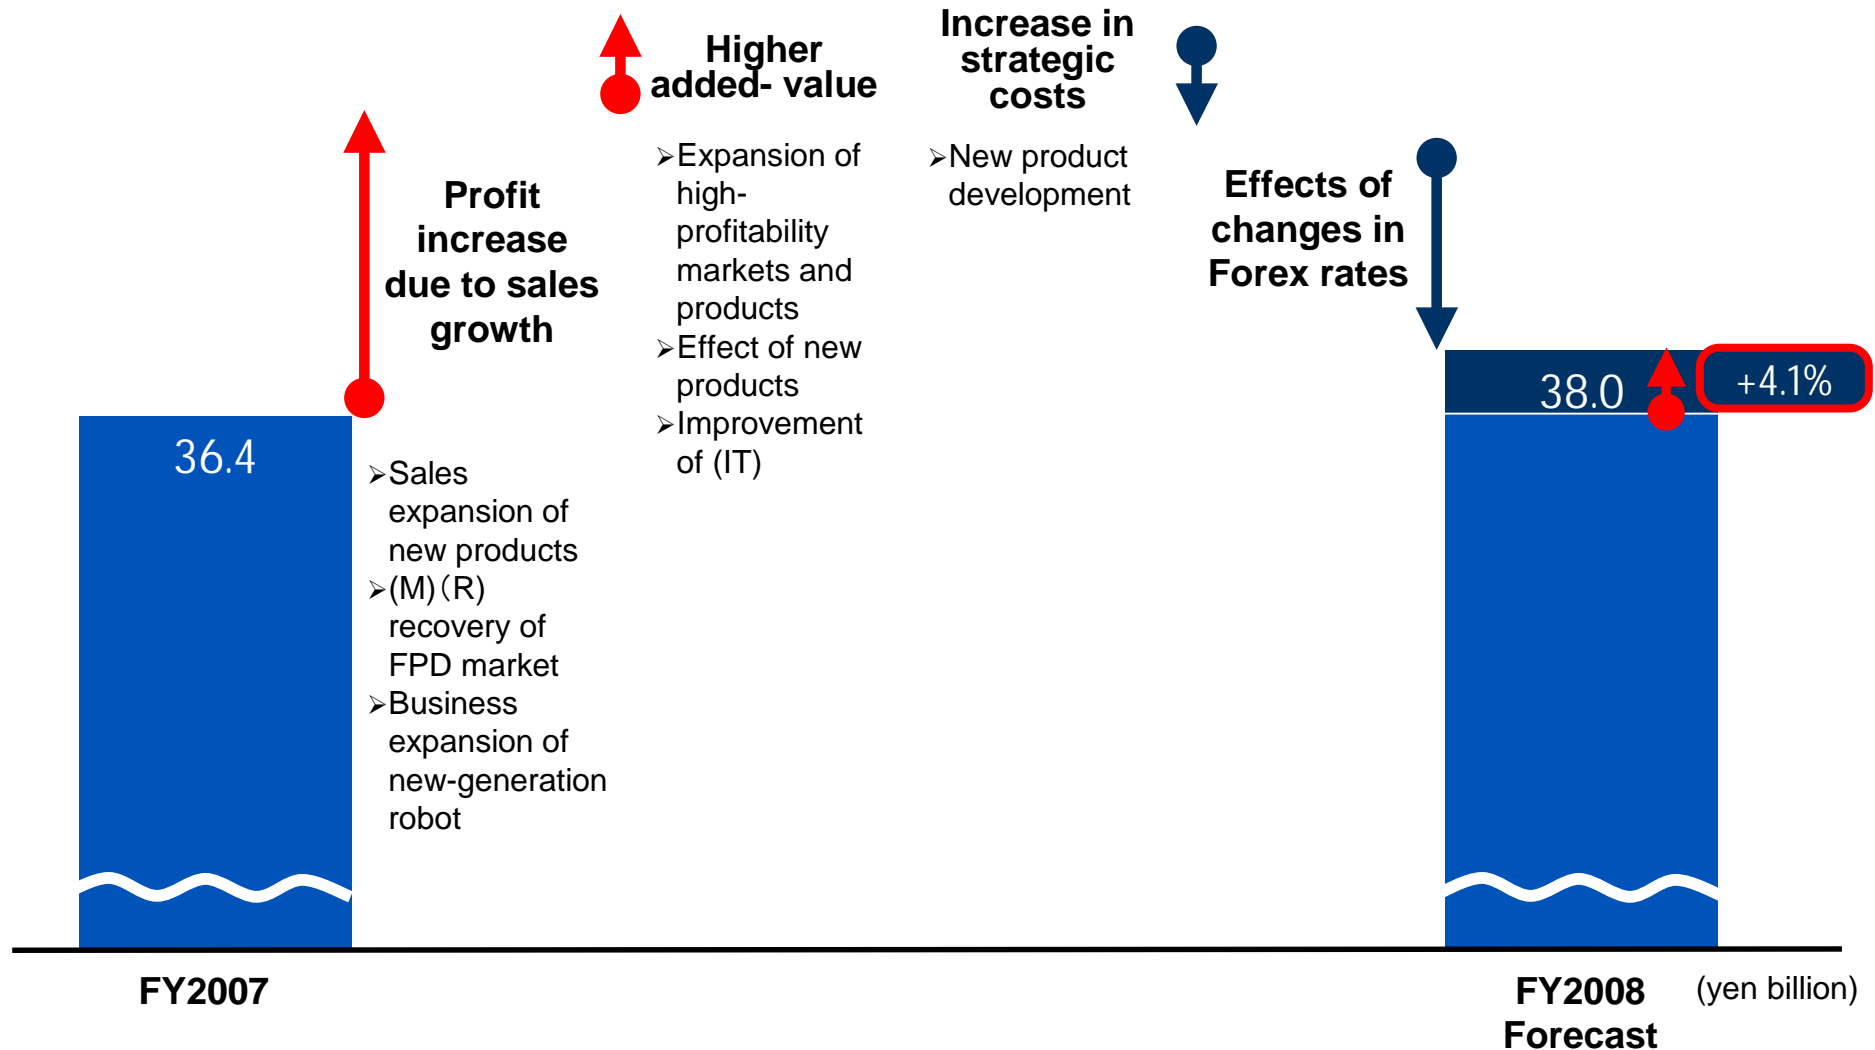 Higher
added- value
➢Expansion of
high-
profitability
markets and
products
➢Effect of new
products
➢Improvement
of (IT)
Increase in
strategic
costs
➢New product
development
Profit
increase
due to sales
growth
➢Sales
expansion of
new products
➢(M)（R)
recovery of
FPD market
➢Business
expansion of
new-generation
robot
Effects of
changes in
Forex rates
36.4
38.0
+4.1%
FY2007
FY2008
Forecast
(yen billion)